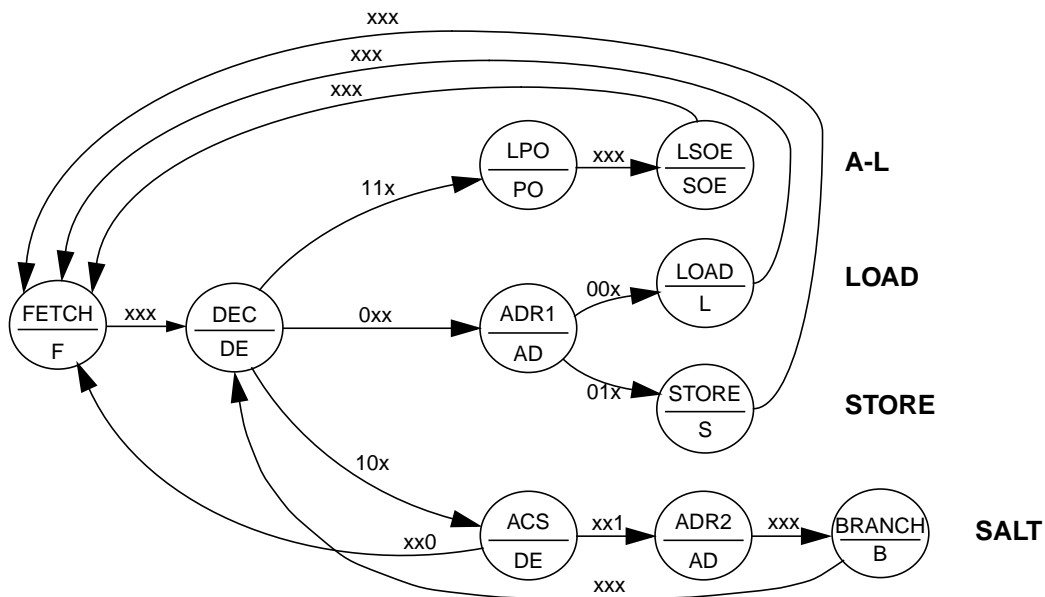 xxx
xxx
xxx
LPO
PO
xxx
LSOE
SOE
A-L
11x
LOAD
L
LOAD
00x
FETCH
F
xxx
DEC
DE
0xx
ADR1
AD
01x
STORE
S
STORE
10x
ACS
DE
xx0
xx1
ADR2
AD
xxx
BRANCH
B
SALT
xxx